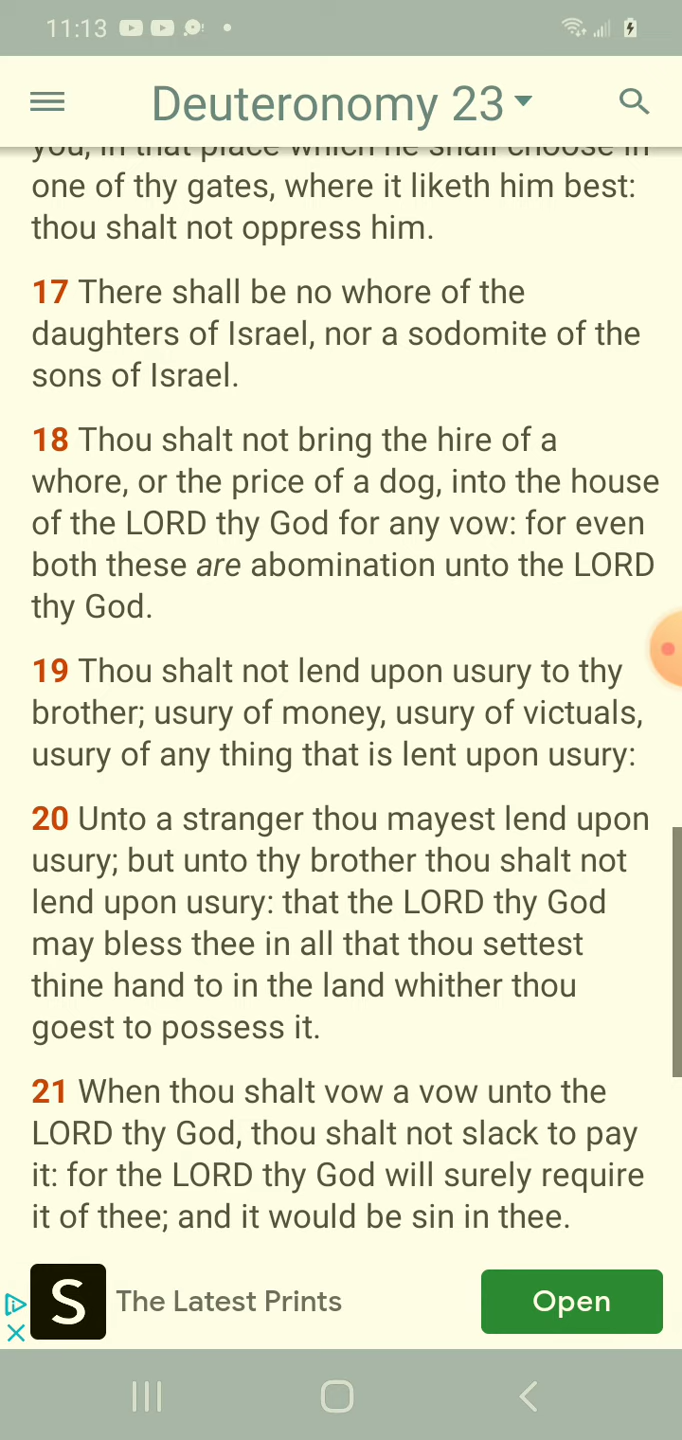 11:13
Deuteronomy 23
you, in that place which he shall choose in
one of thy gates, where it liketh him best:
thou shalt not oppress him.
17 There shall be no whore of the
daughters of Israel, nor a sodomite of the
sons of Israel.
18 Thou shalt not bring the hire of a
whore, or the price of a dog, into the house
of the LORD thy God for any vow: for even
both these are abomination unto the LORD
thy God.
19 Thou shalt not lend upon usury to thy
brother; usury of money, usury of victuals,
usury of any thing that is lent upon usury:
20 Unto a stranger thou mayest lend upon
usury; but unto thy brother thou shalt not
lend upon usury: that the LORD thy God
may bless thee in all that thou settest
thine hand to in the land whither thou
goest to possess it.
21 When thou shalt vow a vow unto the
LORD thy God, thou shalt not slack to pay
it: for the LORD thy God will surely require
it of thee; and it would be sin in thee.
S The Latest Prints Open